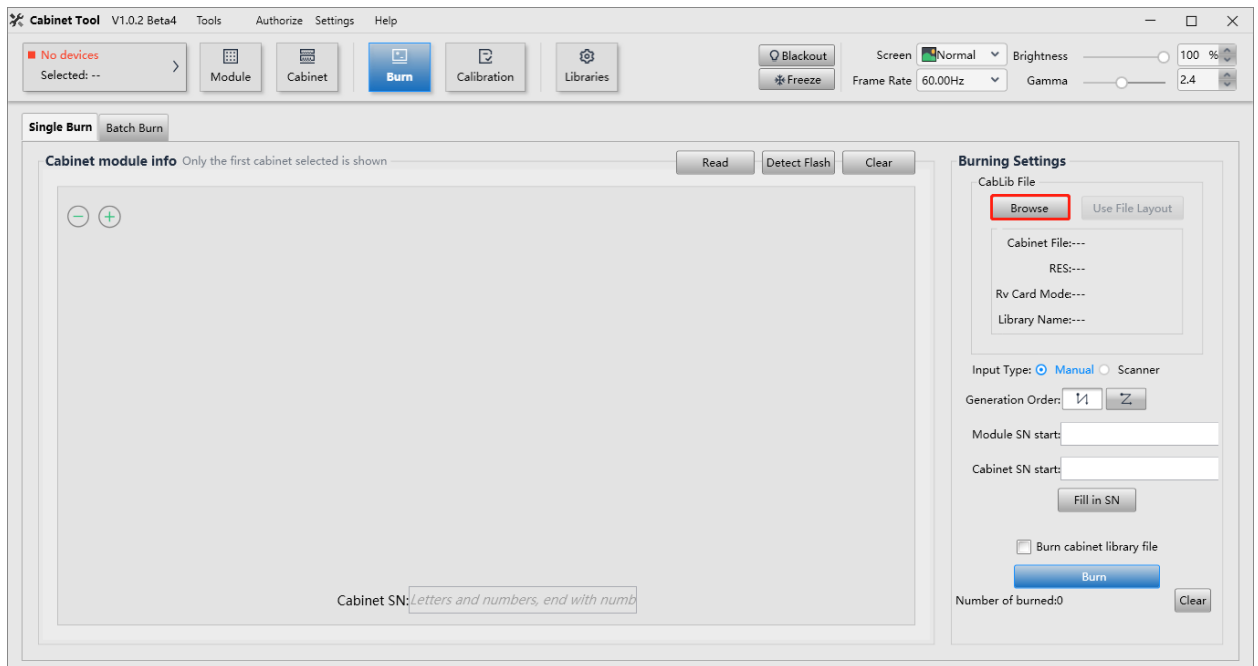 Cabinet Tool V1.0.2 Beta4 Tools Authorize Settings Help
No devices
Selected: --
Module
Cabinet
Burn
Calibration
Libraries
Blackout
Freeze
Screen Normal
Frame Rate 60.00Hz
Brightness 100 %
Gamma 2.4
Single Burn Batch Burn
Cabinet module info Only the first cabinet selected is shown
Read Detect Flash Clear
Cabinet SN: Letters and numbers, end with numb
Burning Settings
CabLib File
Browse Use File Layout
Cabinet File:---
RES:---
Rv Card Mode:---
Library Name:---
Input Type: Manual Scanner
Generation Order:
Module SN start:
Cabinet SN start:
Fill in SN
Burn cabinet library file
Burn
Number of burned:0 Clear